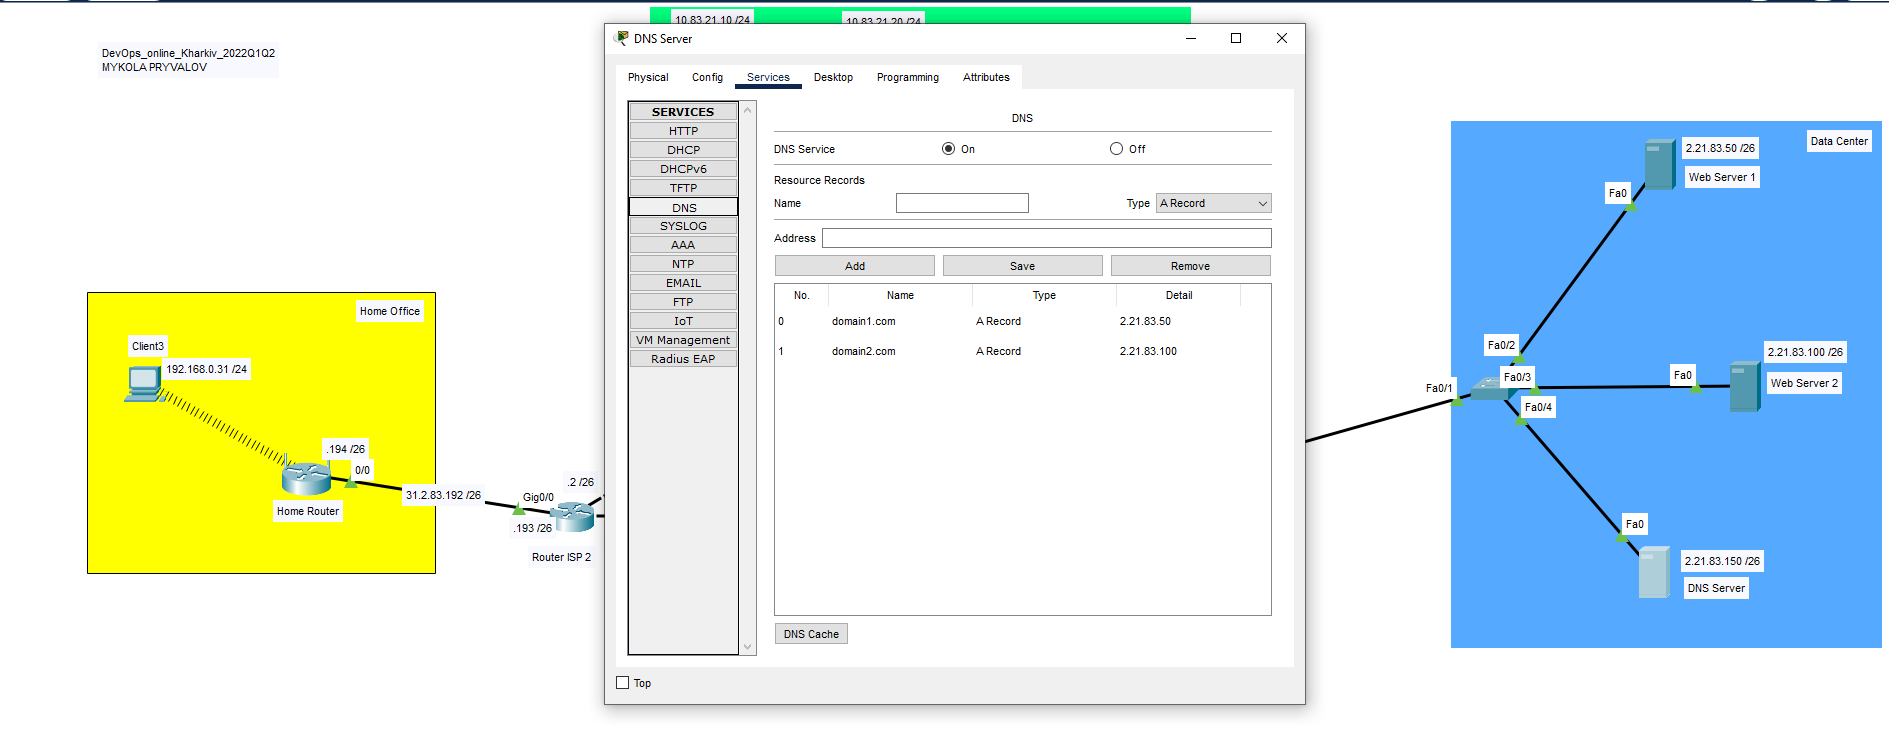 10.83.21.10 /24
10.83.21.20 /24
DevOps_online_Kharkiv_2022Q1Q2
MYKOLA PRYVALOV
DNS Server
Physical Config Services Desktop Programming Attributes
SERVICES
HTTP
DHCP
DHCPv6
TFTP
DNS
SYSLOG
AAA
NTP
EMAIL
FTP
IoT
VM Management
Radius EAP
DNS
DNS Service On Off
Resource Records
Name Type A Record
Address
Add Save Remove
No. Name Type Detail
0 domain1.com A Record 2.21.83.50
1 domain2.com A Record 2.21.83.100
DNS Cache
Top
Home Office
Client3
192.168.0.31 /24
.194 /26
0/0
Home Router
31.2.83.192 /26
Gig0/0
.2 /26
.193 /26
Router ISP 2
Data Center
2.21.83.50 /26
Web Server 1
Fa0
Fa0/2
2.21.83.100 /26
Fa0/3
Fa0
Web Server 2
Fa0/1
Fa0/4
Fa0
2.21.83.150 /26
DNS Server